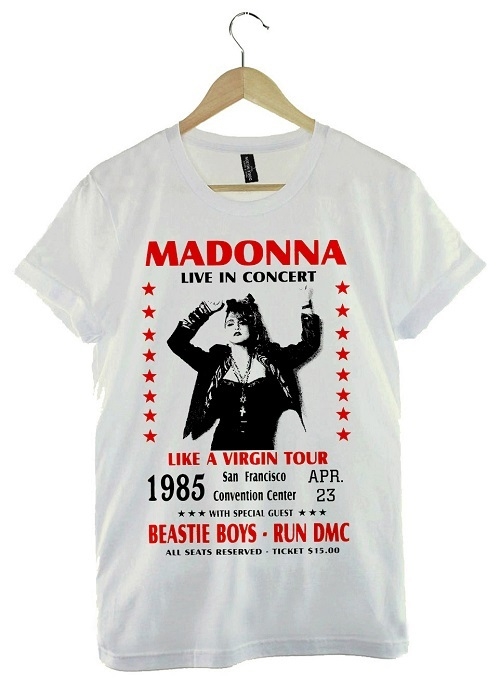 MADONNA
LIVE IN CONCERT
LIKE A VIRGIN TOUR
1985 San Francisco Convention Center APR. 23
WITH SPECIAL GUEST
BEASTIE BOYS · RUN DMC
ALL SEATS RESERVED - TICKET $15.00